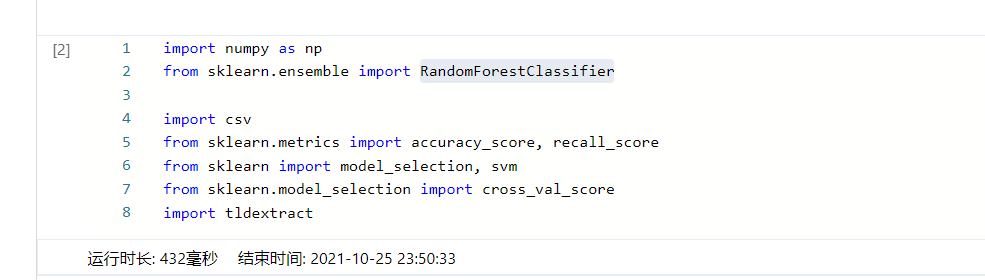 [2]
1 import numpy as np
2 from sklearn.ensemble import RandomForestClassifier
3
4 import csv
5 from sklearn.metrics import accuracy_score, recall_score
6 from sklearn import model_selection, svm
7 from sklearn.model_selection import cross_val_score
8 import tldextract
运行时长: 432毫秒 结束时间: 2021-10-25 23:50:33